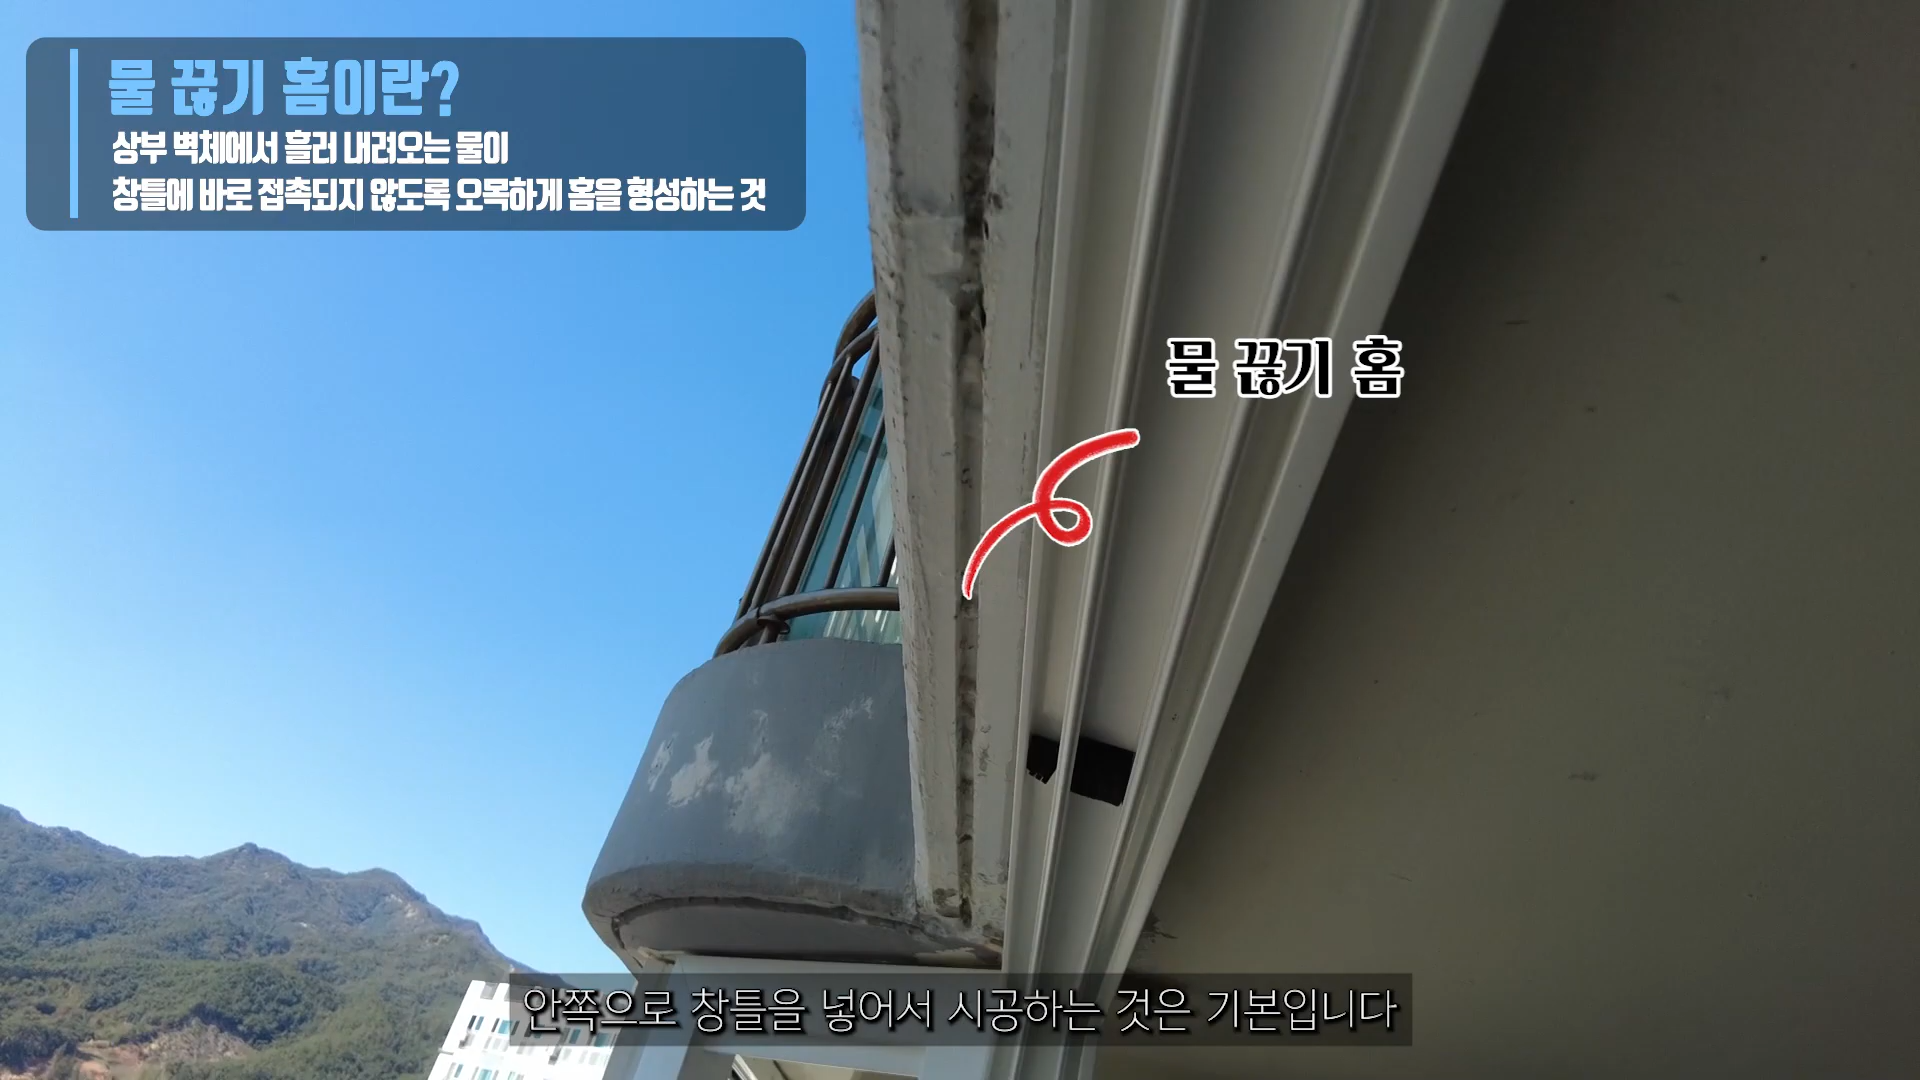 물 끊기 홈이란?
상부 벽체에서 흘러 내려오는 물이
창틀에 바로 접촉되지 않도록 오목하게 홈을 형성하는 것
물 끊기 홈
안쪽으로 창틀을 넣어서 시공하는 것은 기본입니다